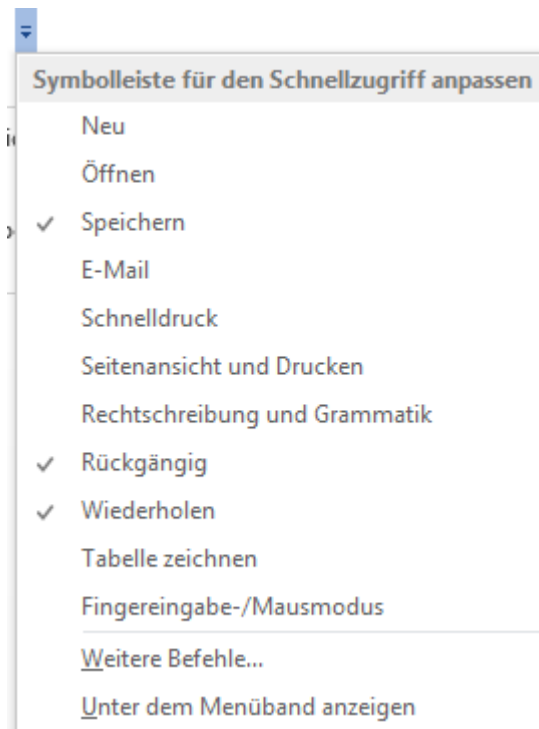 Symbolleiste für den Schnellzugriff anpassen
Neu
Öffnen
Speichern
E-Mail
Schnelldruck
Seitenansicht und Drucken
Rechtschreibung und Grammatik
Rückgängig
Wiederholen
Tabelle zeichnen
Fingereingabe-/Mausmodus
Weitere Befehle...
Unter dem Menüband anzeigen